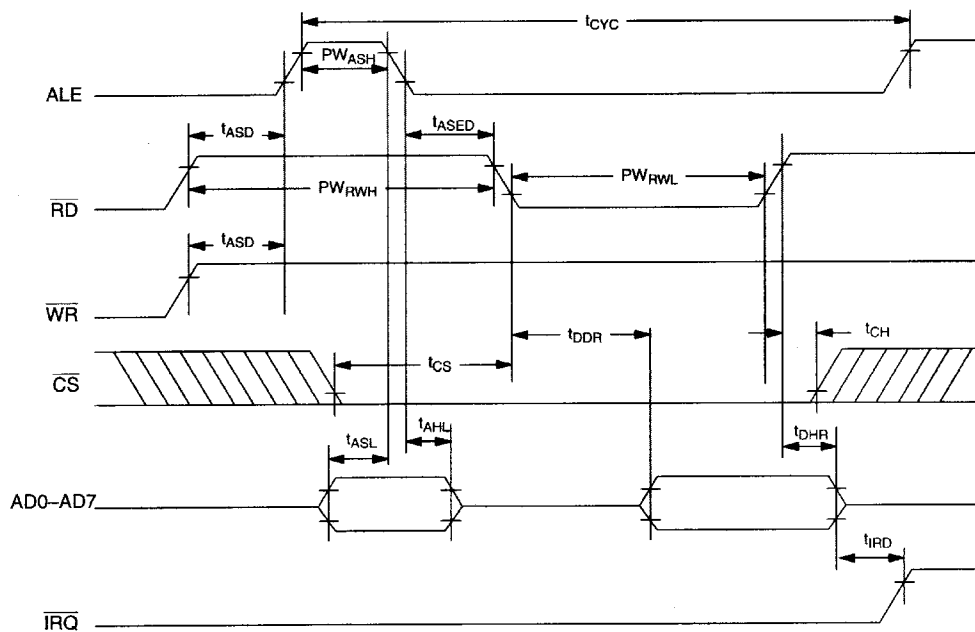 tCYC
PWASH
ALE
tASD
tASED
PWRWH
PWRWL
RD
tASD
WR
tDDR
tCH
tCS
CS
tASL
tAHL
tDHR
AD0–AD7
tIRD
IRQ